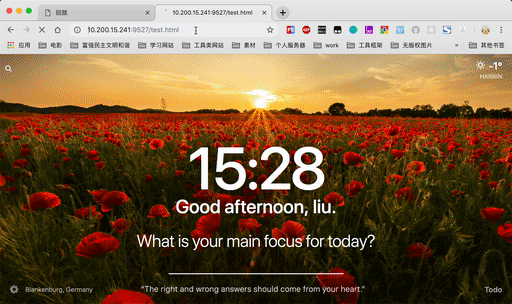 回放
10.200.15.241:9527/test.html
10.200.15.241:9527/test.html
应用 电影 富强民主文明和谐 学习网站 工具类网站 素材 个人服务器 work 工具框架 无版权图片 » 其他书签
-1°
HARBIN
15:28
Good afternoon, liu.
What is your main focus for today?
Blankenburg, Germany
"The right and wrong answers should come from your heart."
Todo